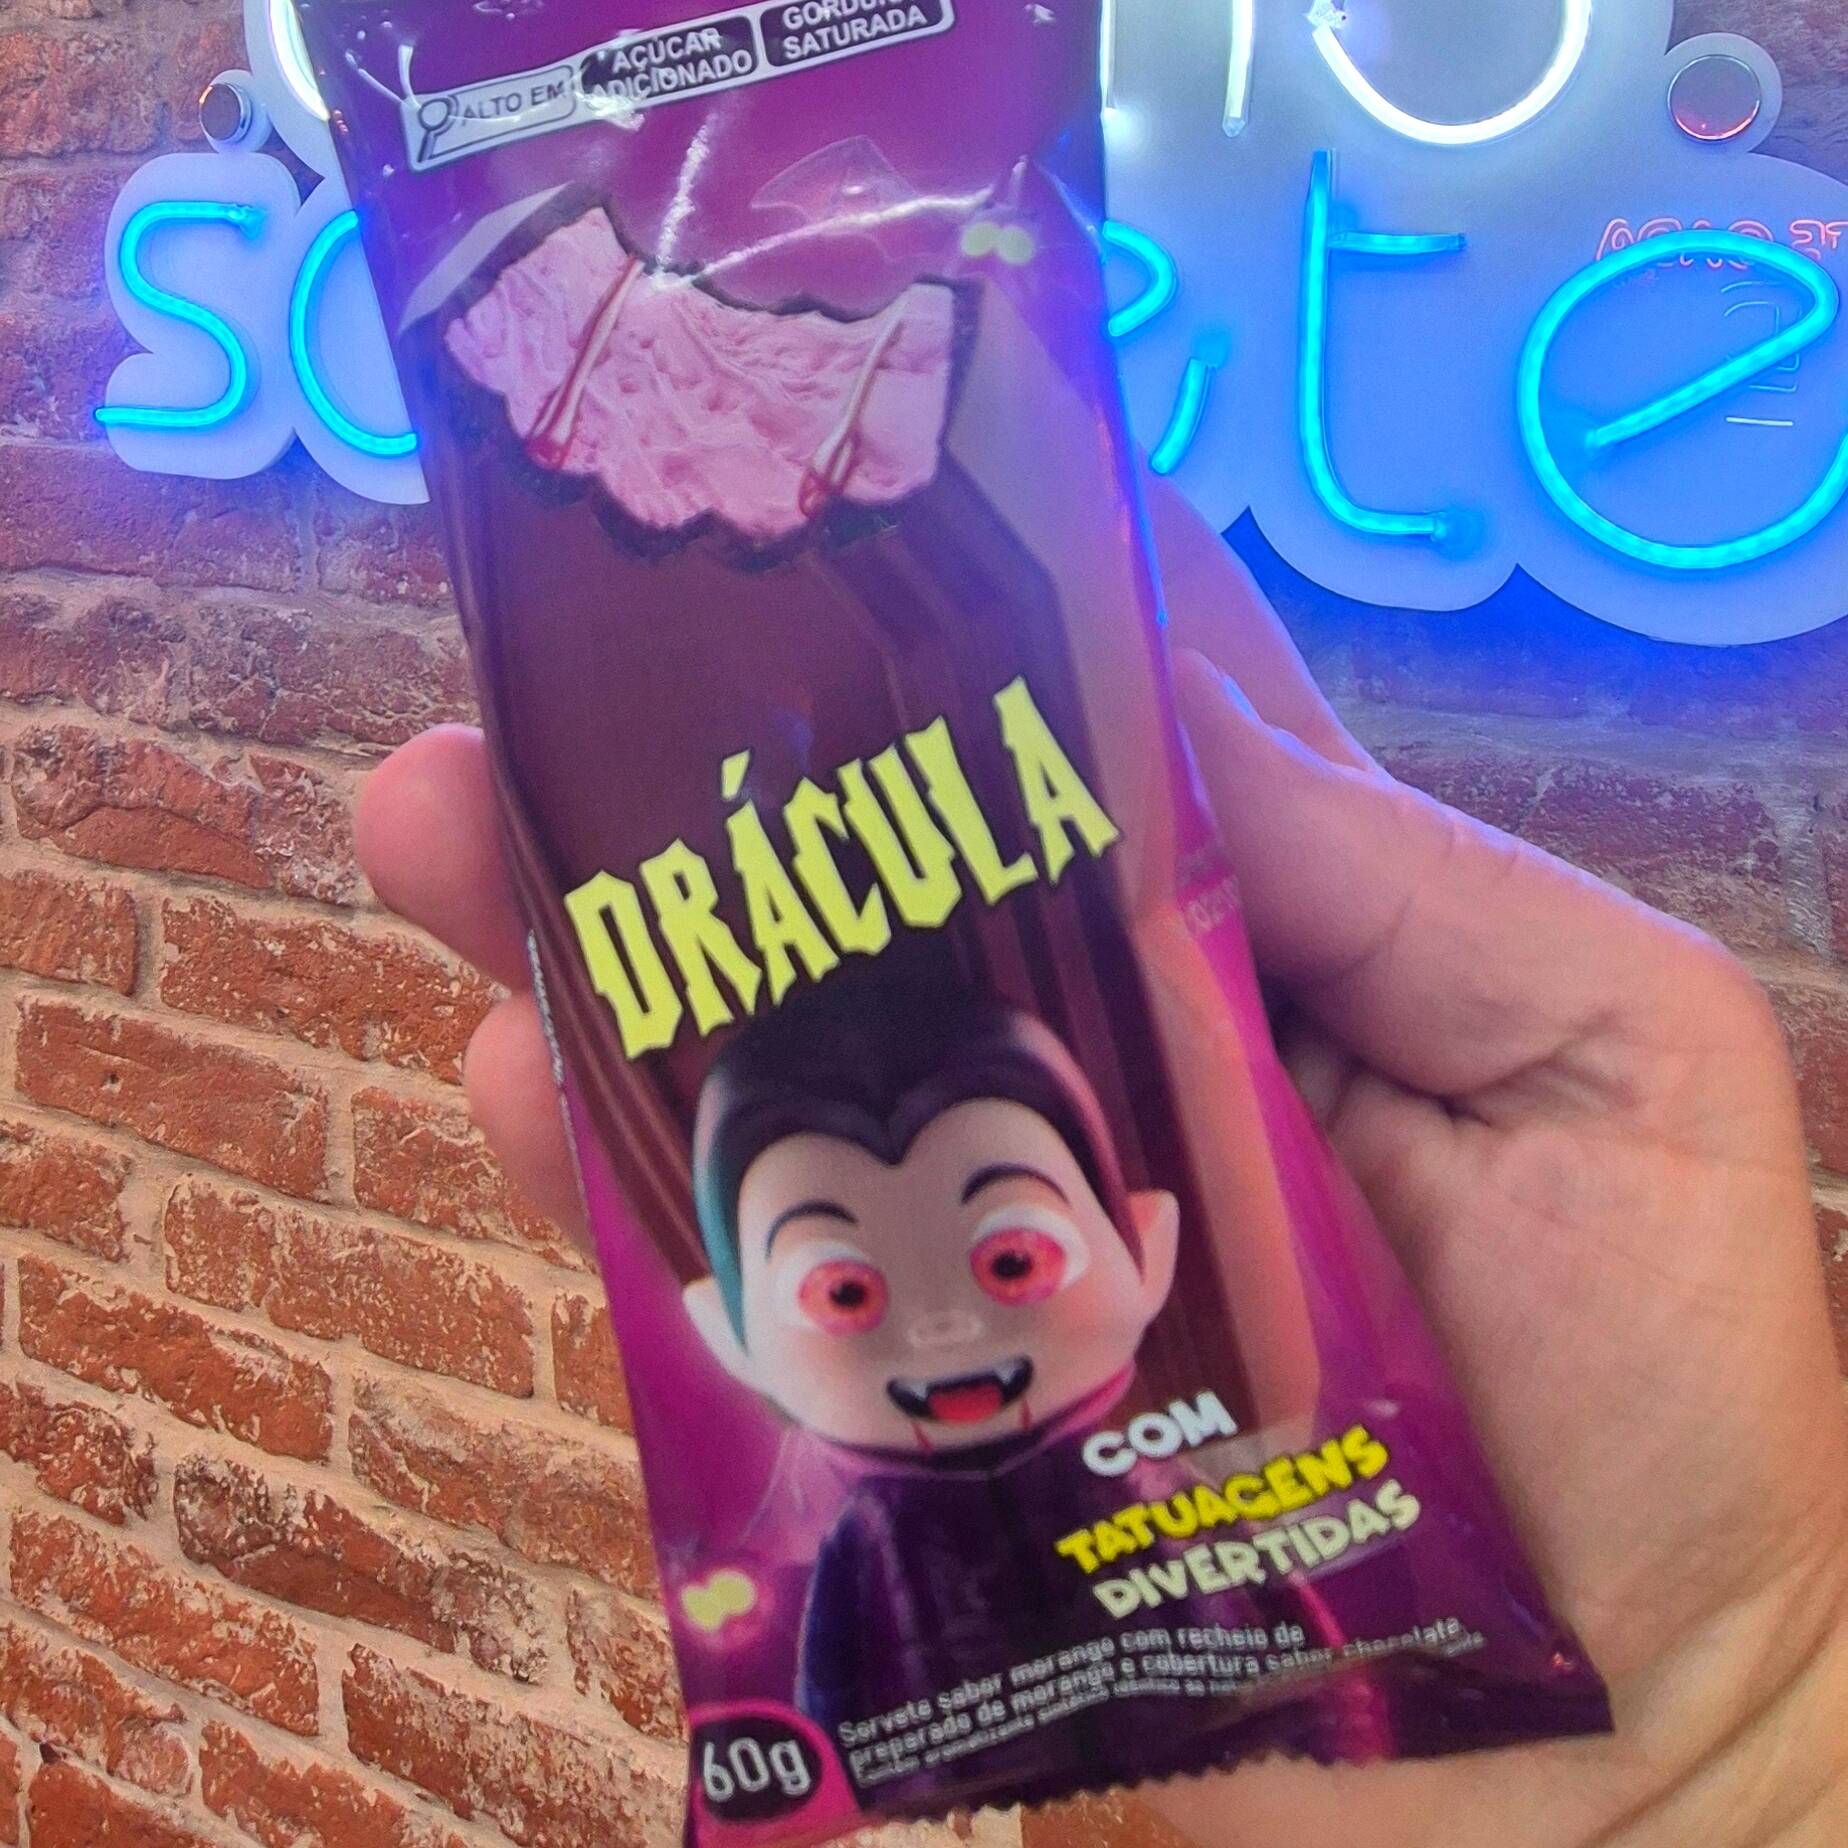 ALTO EM
AÇÚCAR
ADICIONADO
GORDURA
SATURADA
sorvete
DRÁCULA
COM
TATUAGENS
DIVERTIDAS
Sorvete sabor morango com recheio de
preparado de morango e cobertura sabor chocolate.
60g